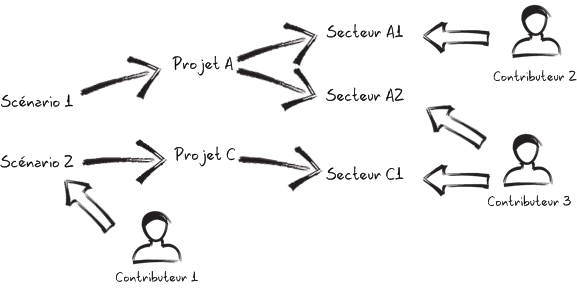 Secteur A1
Projet A
Contributeur 2
Scénario 1
Secteur A2
Scénario 2
Projet C
Secteur C1
Contributeur 3
Contributeur 1